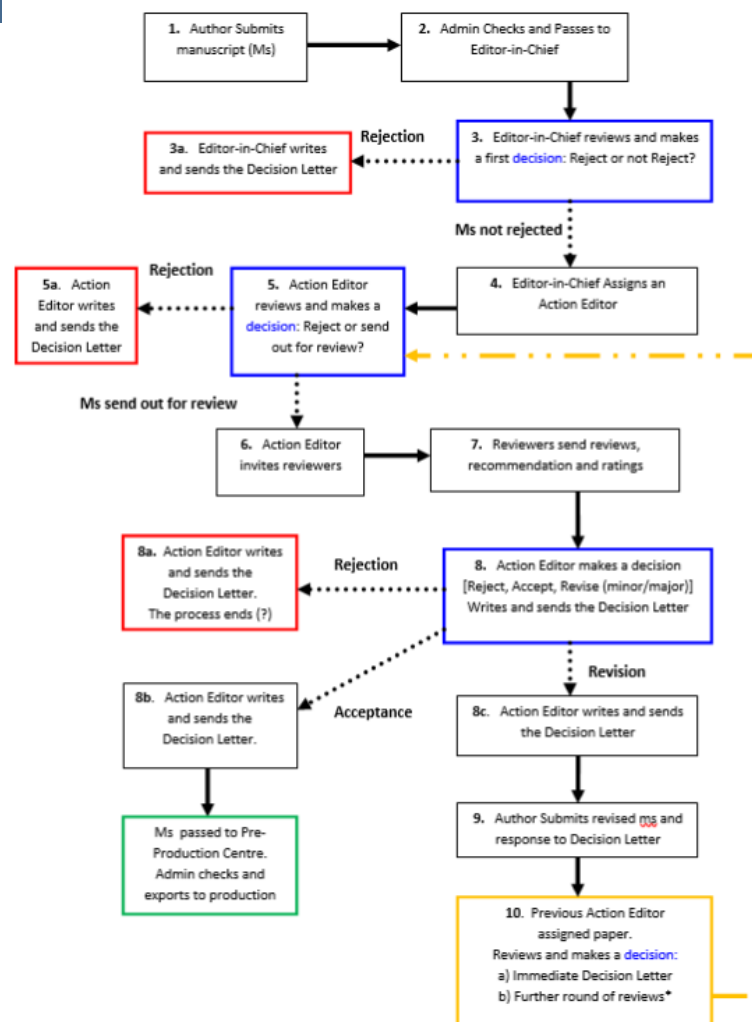 1. Author Submits
manuscript (Ms)
2. Admin Checks and Passes to
Editor-in-Chief
3a. Editor-in-Chief writes
and sends the Decision Letter
Rejection
3. Editor-in-Chief reviews and makes
a first decision: Reject or not Reject?
Ms not rejected
4. Editor-in-Chief Assigns an
Action Editor
5a. Action
Editor writes
and sends the
Decision Letter
Rejection
5. Action Editor
reviews and makes a
decision: Reject or send
out for review?
Ms send out for review
6. Action Editor
invites reviewers
7. Reviewers send reviews,
recommendation and ratings
8a. Action Editor writes
and sends the
Decision Letter.
The process ends (?)
Rejection
8. Action Editor makes a decision
[Reject, Accept, Revise (minor/major)]
Writes and sends the Decision Letter
Revision
8b. Action Editor writes
and sends the
Decision Letter.
Acceptance
8c. Action Editor writes and sends
the Decision Letter
Ms passed to Pre-
Production Centre.
Admin checks and
exports to production
9. Author Submits revised ms and
response to Decision Letter
10. Previous Action Editor
assigned paper.
Reviews and makes a decision:
a) Immediate Decision Letter
b) Further round of reviews*